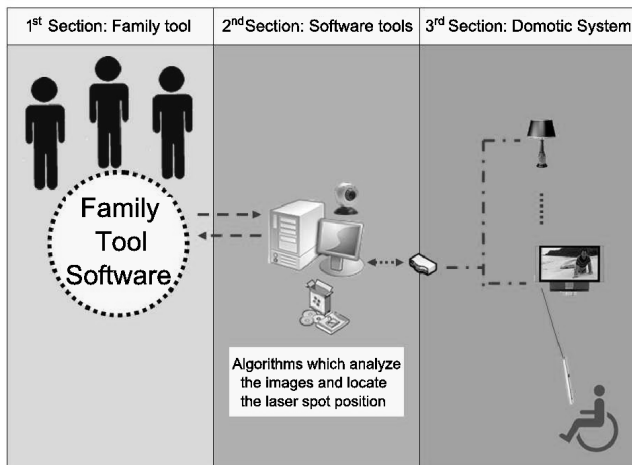 1st Section: Family tool
2nd Section: Software tools
3rd Section: Domotic System
Family
Tool
Software
Algorithms which analyze
the images and locate
the laser spot position